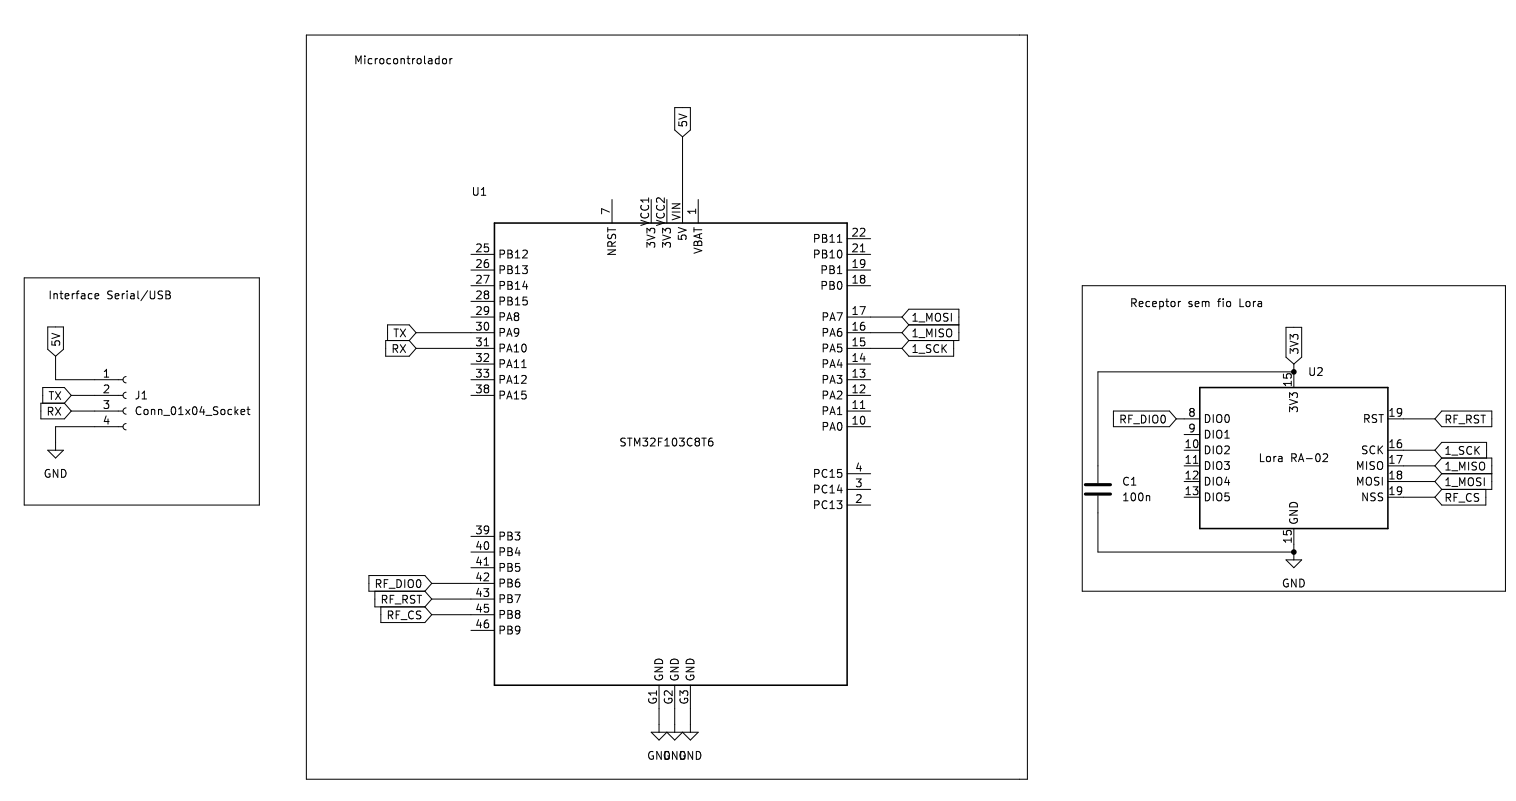 Microcontrolador
5V
U1
7
VCC1
VCC2
VIN
1
NRST
3V3
3V3
5V
VBAT
25 PB12
26 PB13
27 PB14
28 PB15
29 PA8
TX 30 PA9
RX 31 PA10
32 PA11
33 PA12
38 PA15
39 PB3
40 PB4
41 PB5
RF_DIO0 42 PB6
RF_RST 43 PB7
RF_CS 45 PB8
46 PB9
STM32F103C8T6
PB11 22
PB10 21
PB1 19
PB0 18
PA7 17 1_MOSI
PA6 16 1_MISO
PA5 15 1_SCK
PA4 14
PA3 13
PA2 12
PA1 11
PA0 10
PC15 4
PC14 3
PC13 2
GND
GND
GND
G1
G2
G3
GND
GND
GND
Interface Serial/USB
5V
1
TX 2 J1
RX 3 Conn_01x04_Socket
4
GND
Receptor sem fio Lora
3V3
15 U2
3V3
RF_DIO0 8 DIO0
9 DIO1
10 DIO2
11 DIO3
12 DIO4
13 DIO5
Lora RA-02
RST 19 RF_RST
SCK 16 1_SCK
MISO 17 1_MISO
MOSI 18 1_MOSI
NSS 19 RF_CS
C1
100n
GND
15
GND